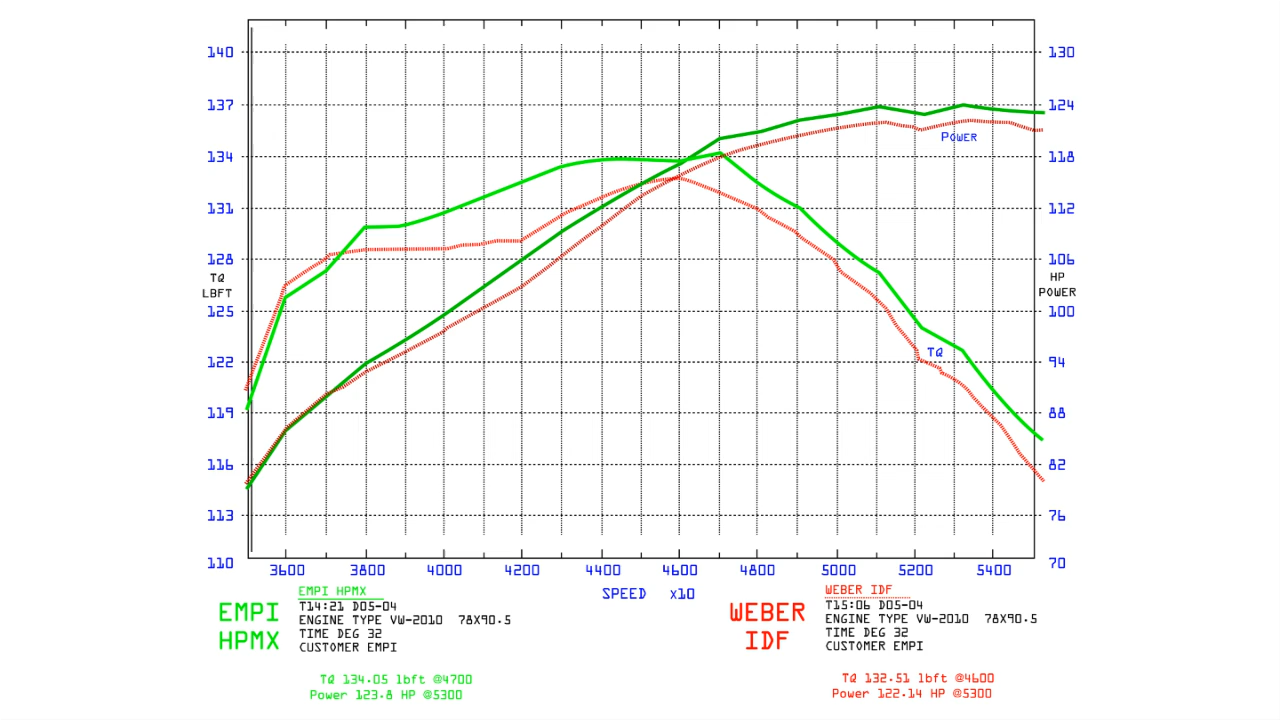 140 130
137 124
POWER
134 118
131 112
128 106
TQ HP
LBFT POWER
125 100
TQ
122 94
119 88
116 82
113 76
110 70
3600 3800 4000 4200 4400 4600 4800 5000 5200 5400
SPEED x10
EMPI HPMX
T14:21 D05-04
ENGINE TYPE VW-2010 78X90.5
TIME DEG 32
CUSTOMER EMPI
EMPI
HPMX
TQ 134.05 lbft @4700
Power 123.8 HP @5300
WEBER IDF
T15:06 D05-04
ENGINE TYPE VW-2010 78X90.5
TIME DEG 32
CUSTOMER EMPI
WEBER
IDF
TQ 132.51 lbft @4600
Power 122.14 HP @5300